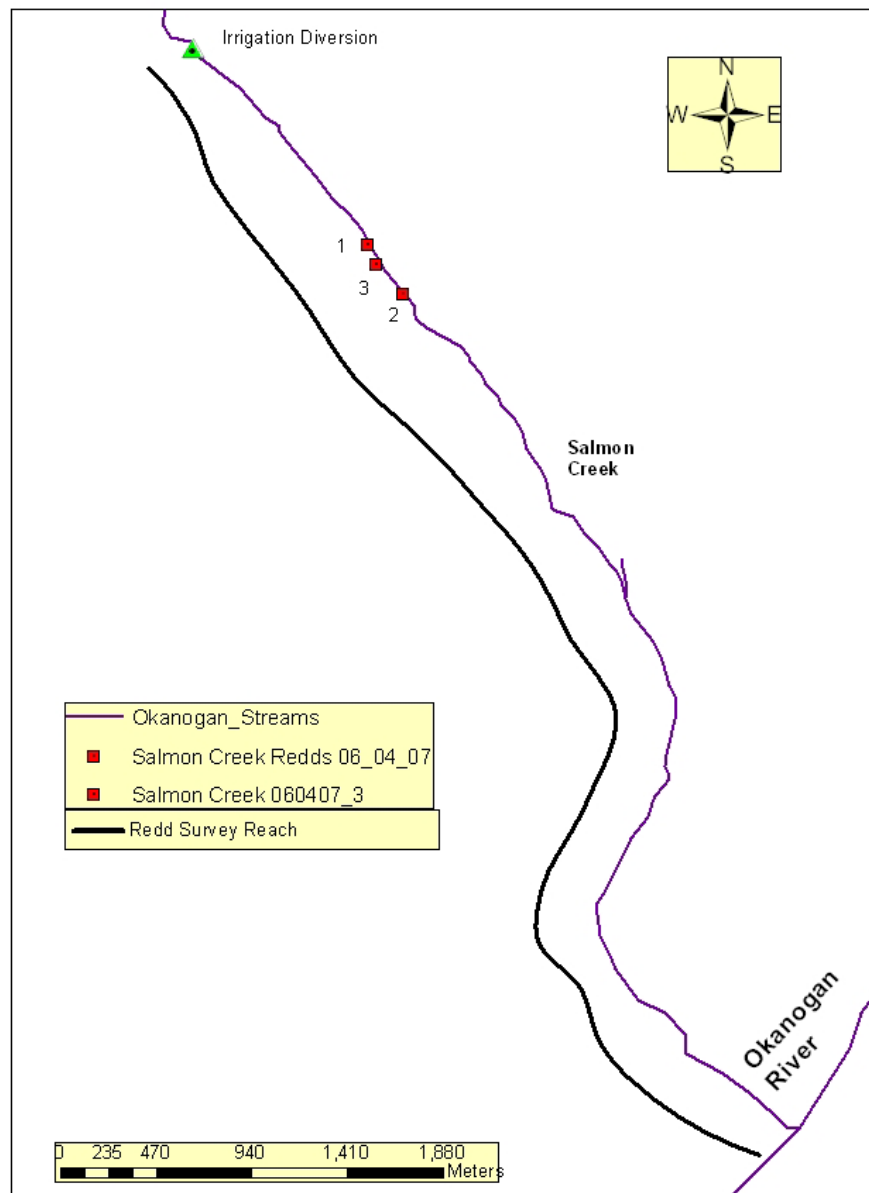 Irrigation Diversion
N
W E
S
1
3
2
Salmon
Creek
Okanogan_Streams
Salmon Creek Redds 06_04_07
Salmon Creek 060407_3
Redd Survey Reach
Okanogan
River
0 235 470 940 1,410 1,880
Meters